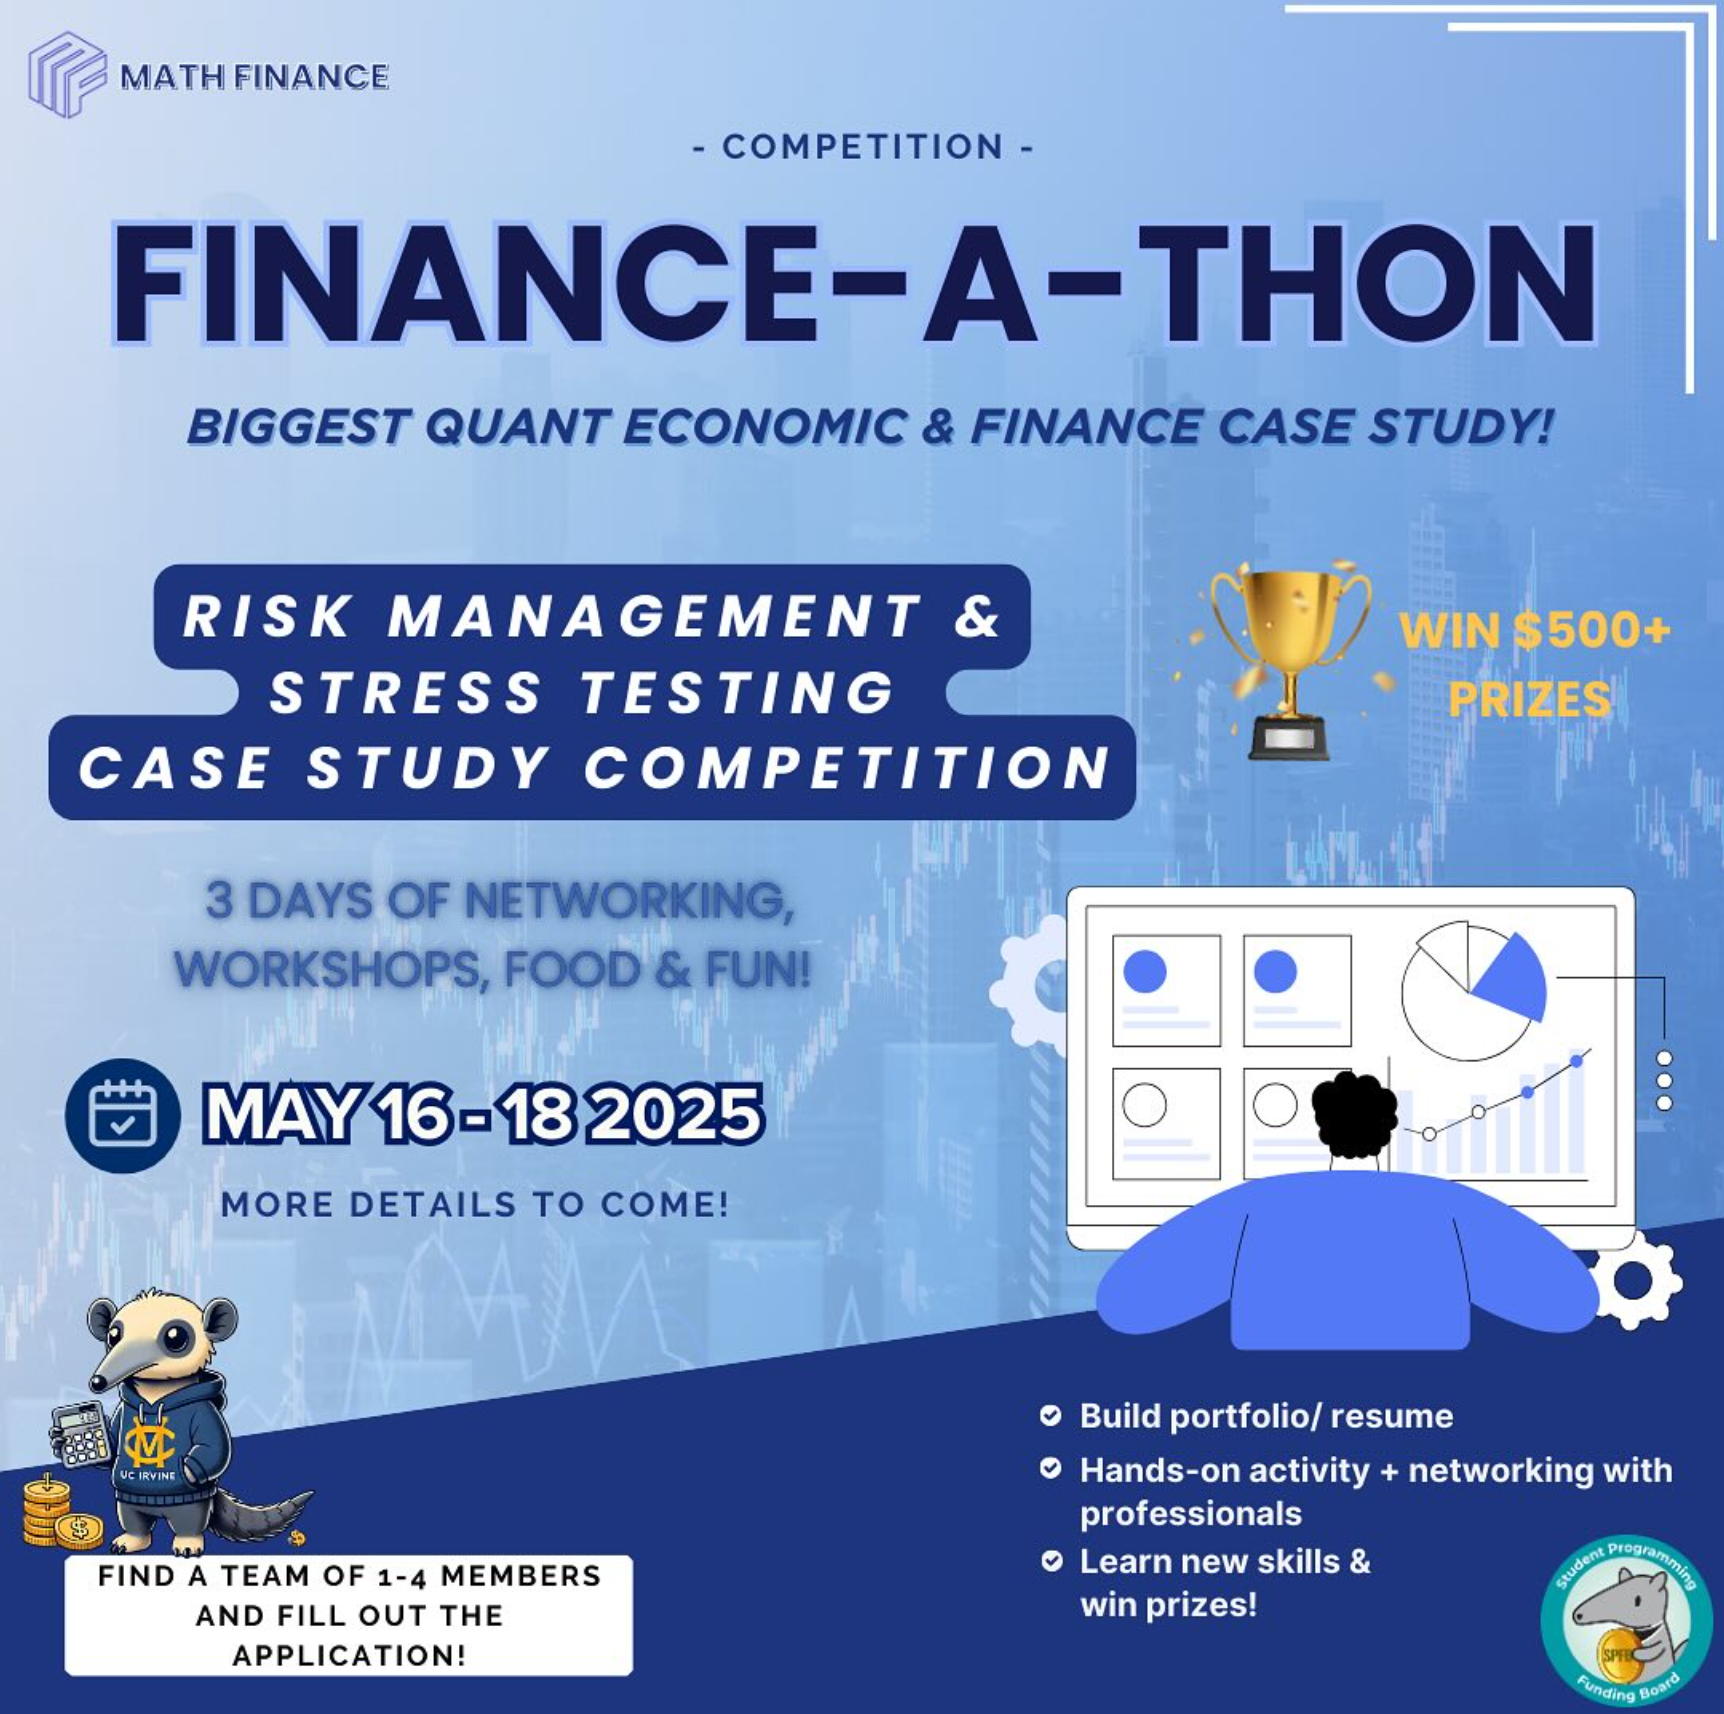 MATH FINANCE
- COMPETITION -
FINANCE-A-THON
BIGGEST QUANT ECONOMIC & FINANCE CASE STUDY!
RISK MANAGEMENT &
STRESS TESTING
CASE STUDY COMPETITION
WIN $500+
PRIZES
3 DAYS OF NETWORKING,
WORKSHOPS, FOOD & FUN!
MAY 16 - 18 2025
MORE DETAILS TO COME!
UC IRVINE
FIND A TEAM OF 1-4 MEMBERS
AND FILL OUT THE
APPLICATION!
Build portfolio/ resume
Hands-on activity + networking with
professionals
Learn new skills &
win prizes!
Student Programming
SPFB
Funding Board